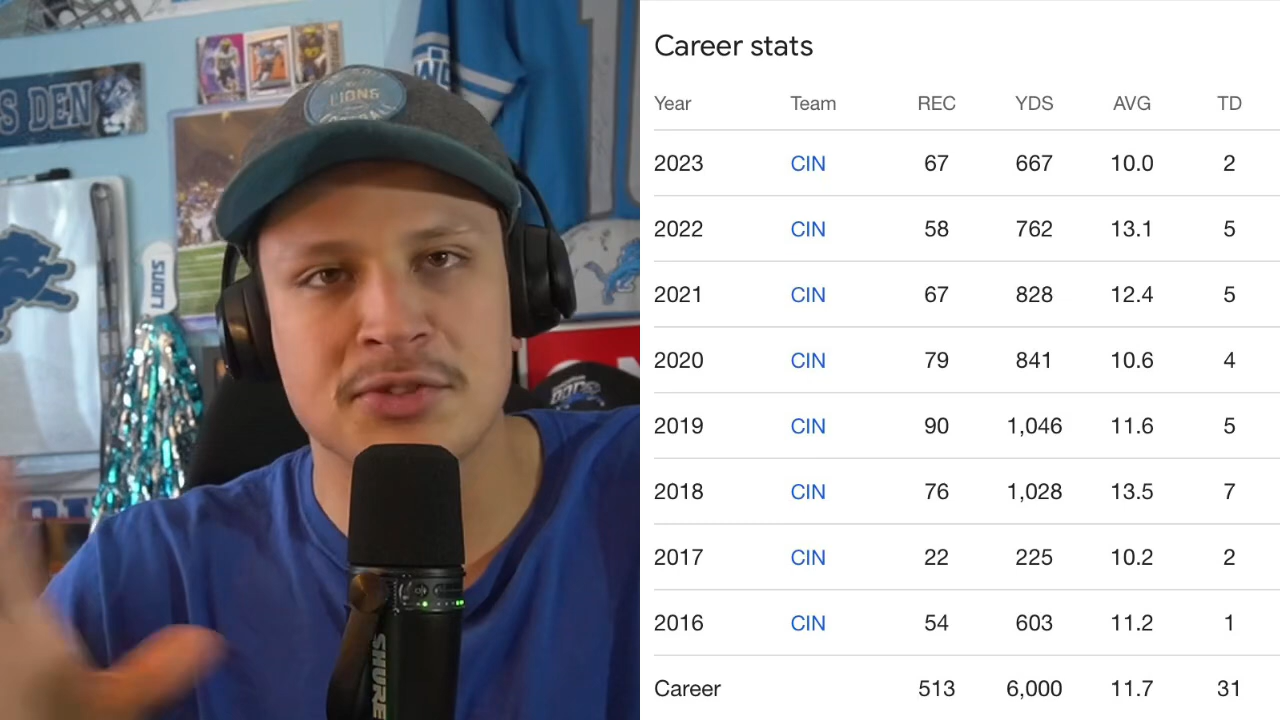 S DEN
LIONS
LIONS
SHURE
Career stats
Year Team REC YDS AVG TD
2023 CIN 67 667 10.0 2
2022 CIN 58 762 13.1 5
2021 CIN 67 828 12.4 5
2020 CIN 79 841 10.6 4
2019 CIN 90 1,046 11.6 5
2018 CIN 76 1,028 13.5 7
2017 CIN 22 225 10.2 2
2016 CIN 54 603 11.2 1
Career 513 6,000 11.7 31